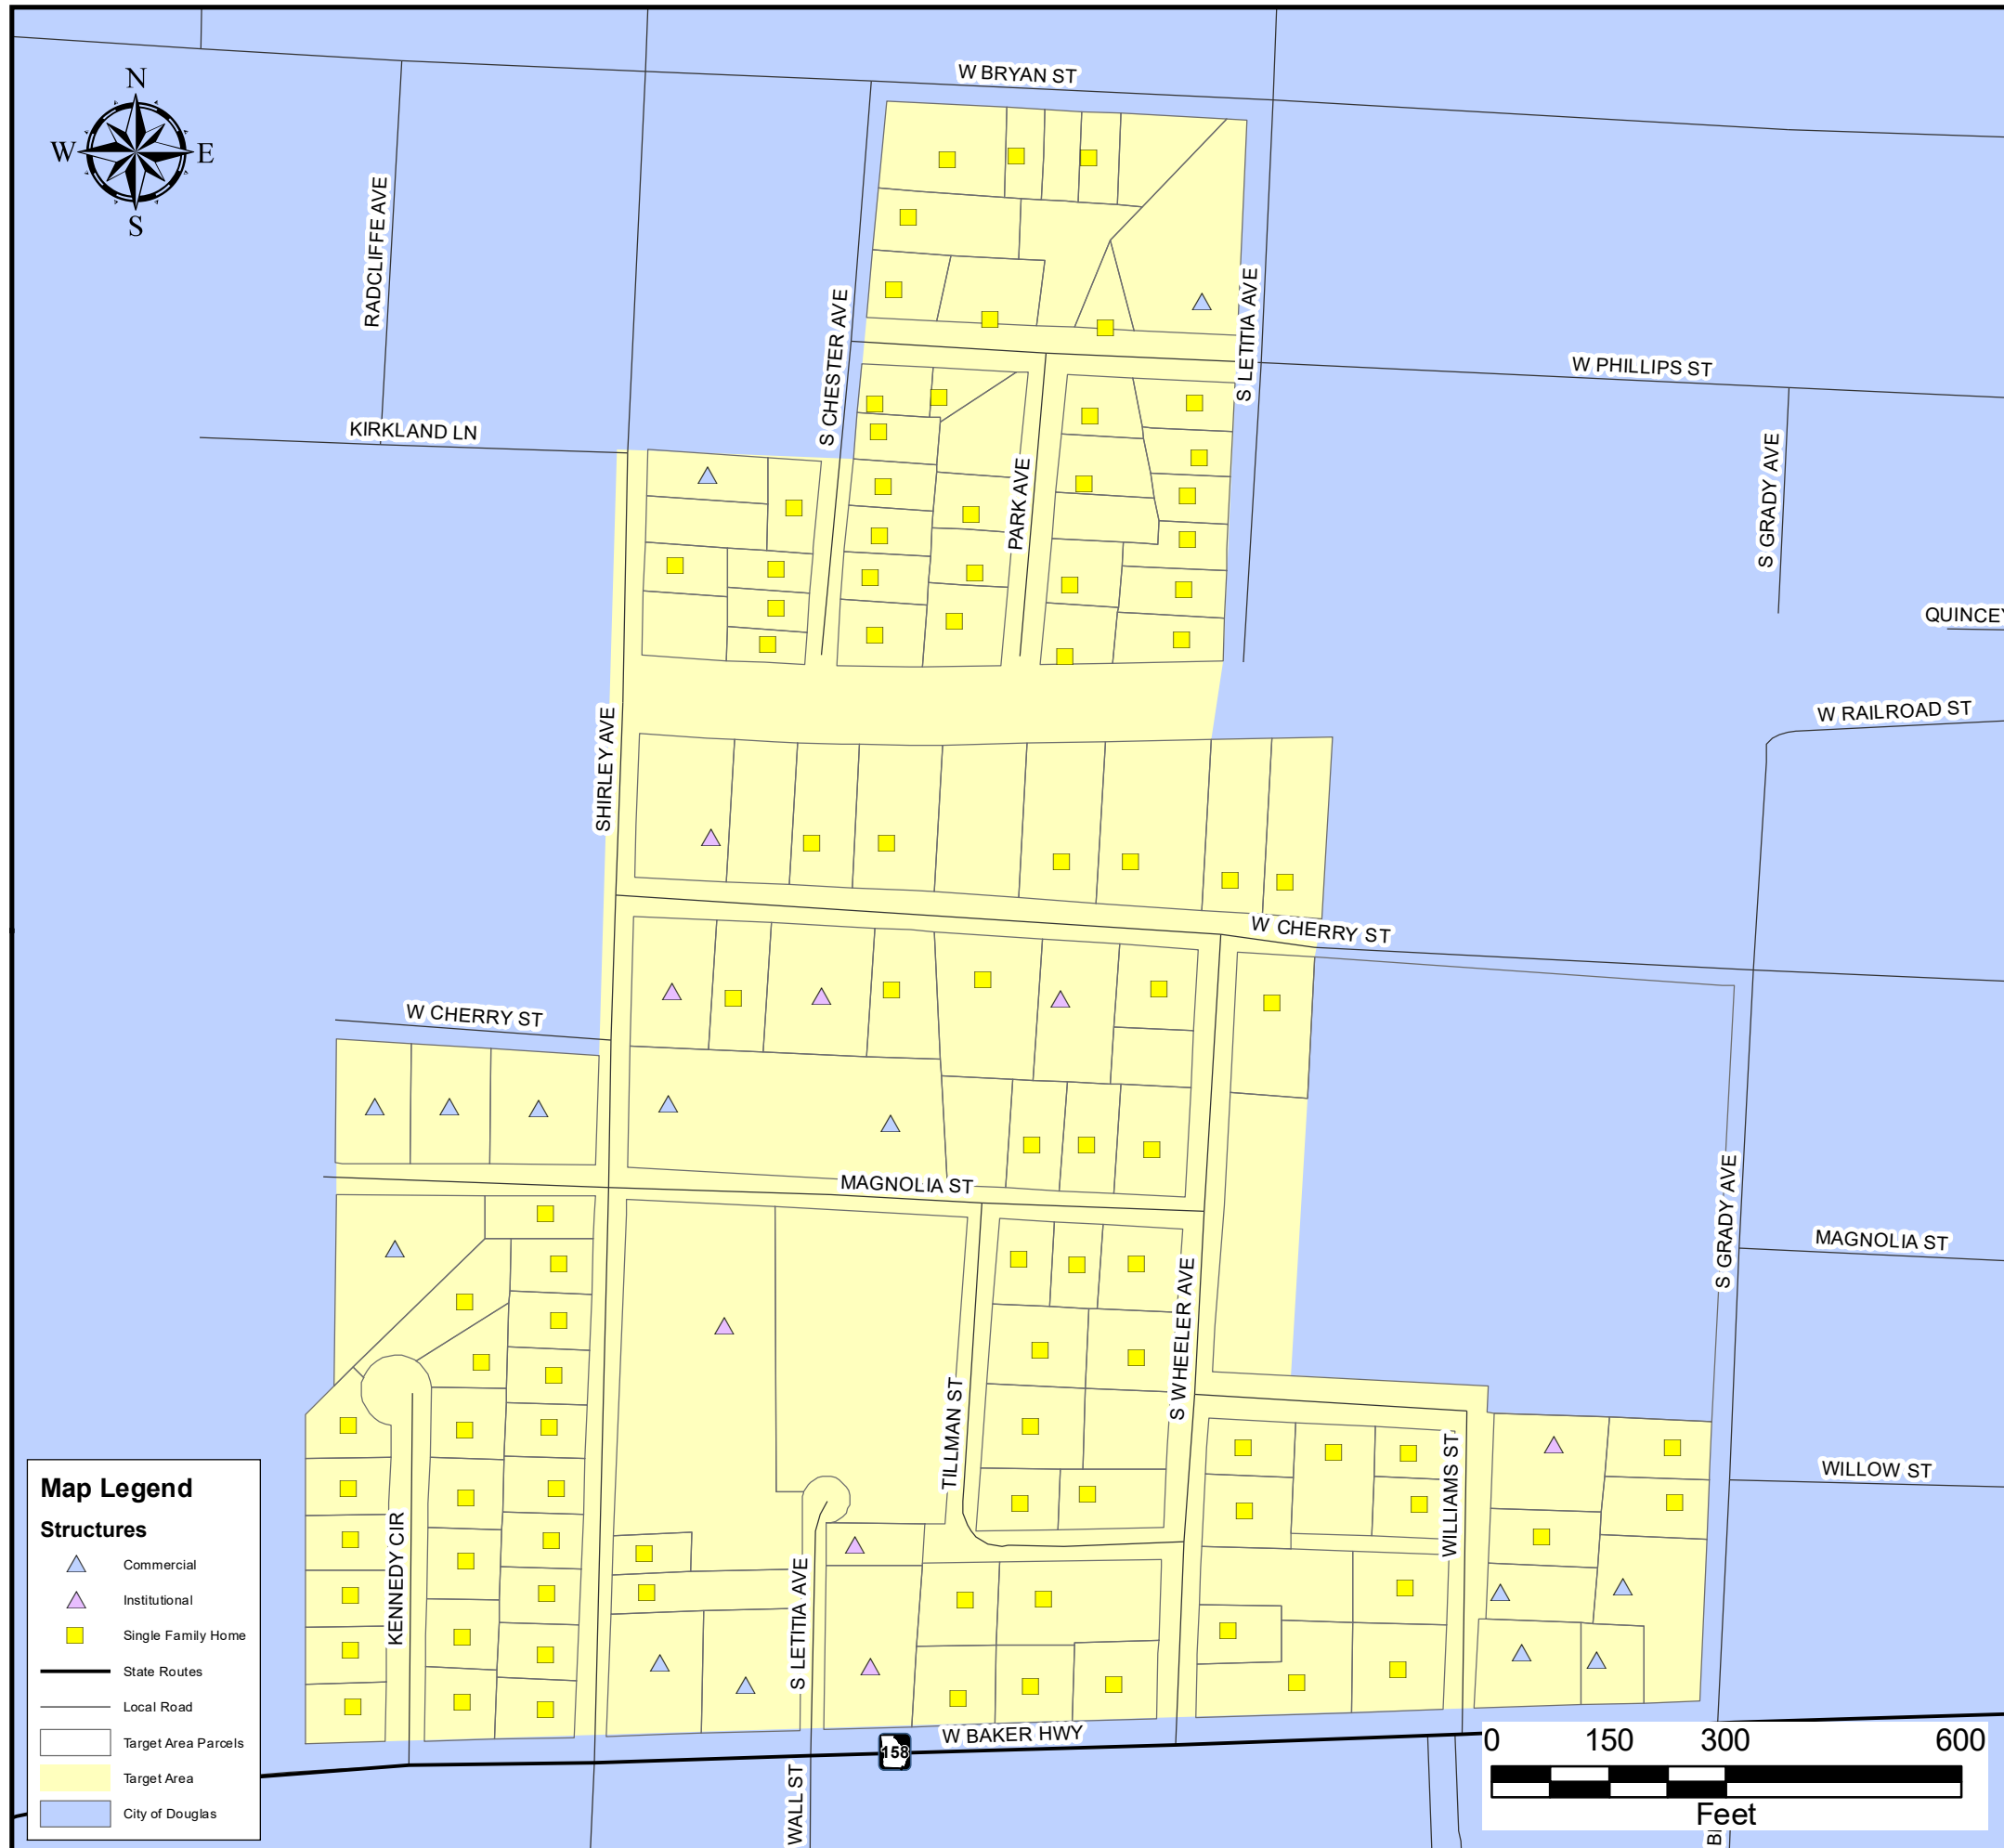 W BRYAN ST
N
W
E
S
RADCLIFFE AVE
S CHESTER AVE
S LETITIA AVE
W PHILLIPS ST
KIRKLAND LN
PARK AVE
S GRADY AVE
QUINCEY
W RAILROAD ST
SHIRLEY AVE
W CHERRY ST
W CHERRY ST
MAGNOLIA ST
S GRADY AVE
MAGNOLIA ST
S WHEELER AVE
TILLMAN ST
WILLIAMS ST
WILLOW ST
KENNEDY CIR
S LETITIA AVE
W BAKER HWY
158
WALL ST
Map Legend
Structures
Commercial
Institutional
Single Family Home
State Routes
Local Road
Target Area Parcels
Target Area
City of Douglas
0 150 300 600
Feet